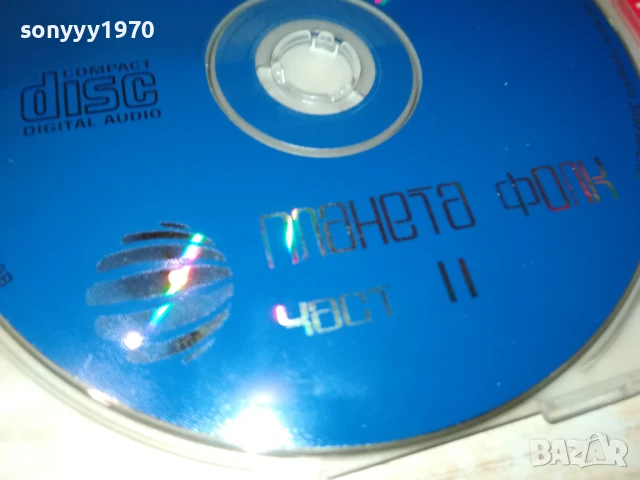 sonyyy1970
COMPACT
disc
DIGITAL AUDIO
планета фолк
част II
BAZAR